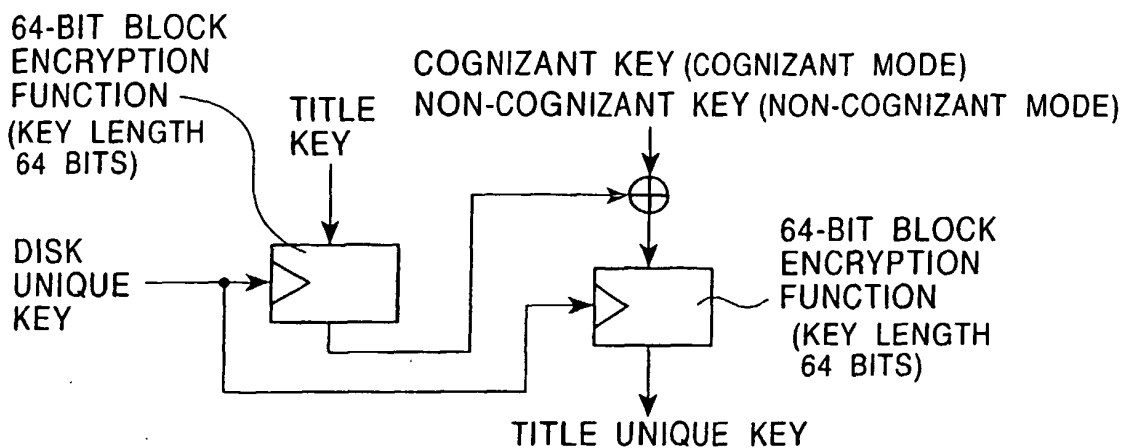 64-BIT BLOCK
ENCRYPTION
FUNCTION
(KEY LENGTH
64 BITS)
TITLE
KEY
COGNIZANT KEY (COGNIZANT MODE)
NON-COGNIZANT KEY (NON-COGNIZANT MODE)
DISK
UNIQUE
KEY
64-BIT BLOCK
ENCRYPTION
FUNCTION
(KEY LENGTH
64 BITS)
TITLE UNIQUE KEY